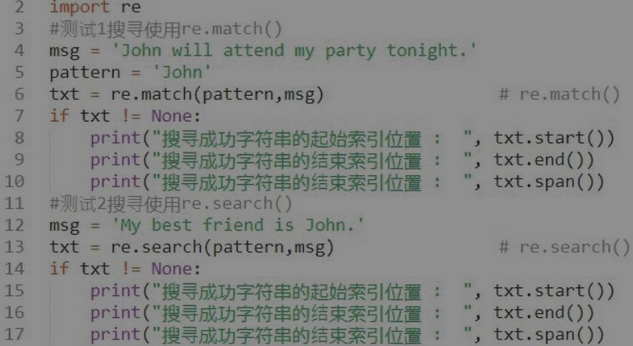 2 import re
3 #测试1搜寻使用re.match()
4 msg = 'John will attend my party tonight.'
5 pattern = 'John'
6 txt = re.match(pattern,msg) # re.match()
7 if txt != None:
8 print("搜寻成功字符串的起始索引位置 :  ", txt.start())
9 print("搜寻成功字符串的结束索引位置 :  ", txt.end())
10 print("搜寻成功字符串的结束索引位置 :  ", txt.span())
11 #测试2搜寻使用re.search()
12 msg = 'My best friend is John.'
13 txt = re.search(pattern,msg) # re.search()
14 if txt != None:
15 print("搜寻成功字符串的起始索引位置 :  ", txt.start())
16 print("搜寻成功字符串的结束索引位置 :  ", txt.end())
17 print("搜寻成功字符串的结束索引位置 :  ", txt.span())